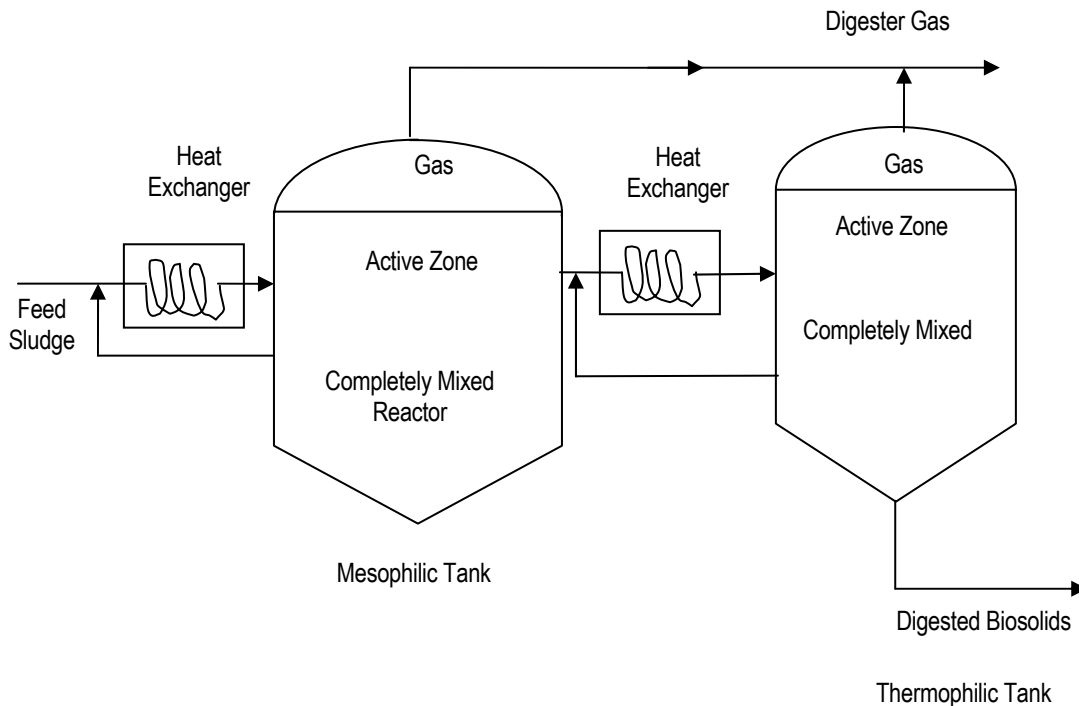 Digester Gas
Heat
Exchanger
Gas
Heat
Exchanger
Gas
Active Zone
Active Zone
Feed
Sludge
Completely Mixed
Reactor
Completely Mixed
Mesophilic Tank
Digested Biosolids
Thermophilic Tank